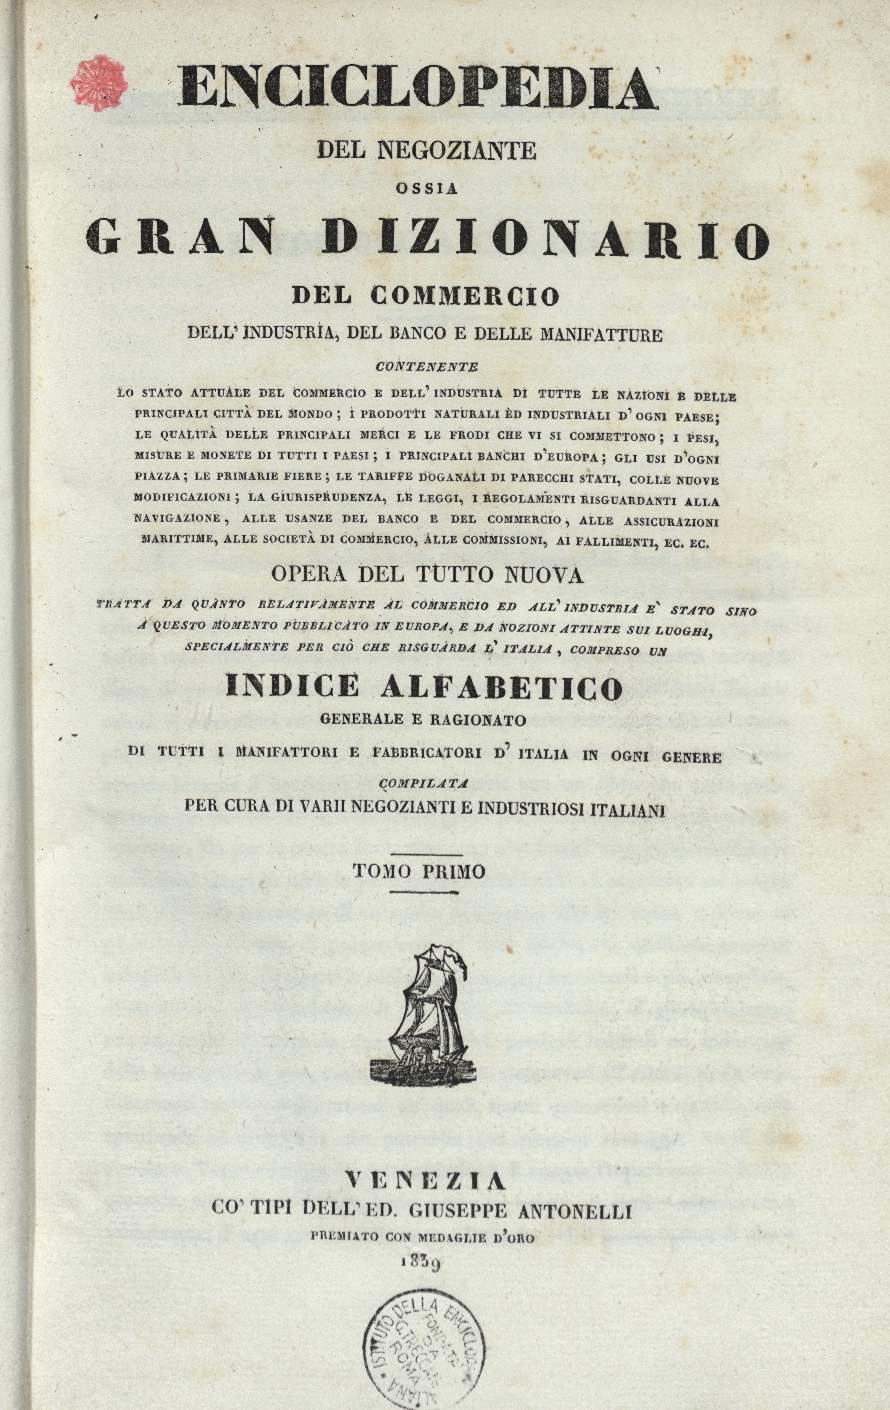 ENCICLOPEDIA
DEL NEGOZIANTE
OSSIA
GRAN DIZIONARIO
DEL COMMERCIO
DELL' INDUSTRIA, DEL BANCO E DELLE MANIFATTURE
CONTENENTE
LO STATO ATTUALE DEL COMMERCIO E DELL' INDUSTRIA DI TUTTE LE NAZIONI E DELLE
PRINCIPALI CITTÀ DEL MONDO; I PRODOTTI NATURALI ED INDUSTRIALI D' OGNI PAESE;
LE QUALITÀ DELLE PRINCIPALI MERCI E LE FRODI CHE VI SI COMMETTONO; I PESI,
MISURE E MONETE DI TUTTI I PAESI; I PRINCIPALI BANCHI D'EUROPA; GLI USI D'OGNI
PIAZZA; LE PRIMARIE FIERE; LE TARIFFE DOGANALI DI PARECCHI STATI, COLLE NUOVE
MODIFICAZIONI; LA GIURISPRUDENZA, LE LEGGI, I REGOLAMENTI RISGUARDANTI ALLA
NAVIGAZIONE, ALLE USANZE DEL BANCO E DEL COMMERCIO, ALLE ASSICURAZIONI
MARITTIME, ALLE SOCIETÀ DI COMMERCIO, ALLE COMMISSIONI, AI FALLIMENTI, EC. EC.
OPERA DEL TUTTO NUOVA
TRATTA DA QUANTO RELATIVAMENTE AL COMMERCIO ED ALL' INDUSTRIA E' STATO SINO
A QUESTO MOMENTO PUBBLICATO IN EUROPA, E DA NOZIONI ATTINTE SUI LUOGHI,
SPECIALMENTE PER CIÒ CHE RISGUARDA L' ITALIA, COMPRESO UN
INDICE ALFABETICO
GENERALE E RAGIONATO
DI TUTTI I MANIFATTORI E FABBRICATORI D' ITALIA IN OGNI GENERE
COMPILATA
PER CURA DI VARII NEGOZIANTI E INDUSTRIOSI ITALIANI
TOMO PRIMO
VENEZIA
CO' TIPI DELL' ED. GIUSEPPE ANTONELLI
PREMIATO CON MEDAGLIE D'ORO
1839
ISTITUTO DELLA ENCICLOPE
LIANA
FONDATA
DA
G. TRECCANI
ROMA